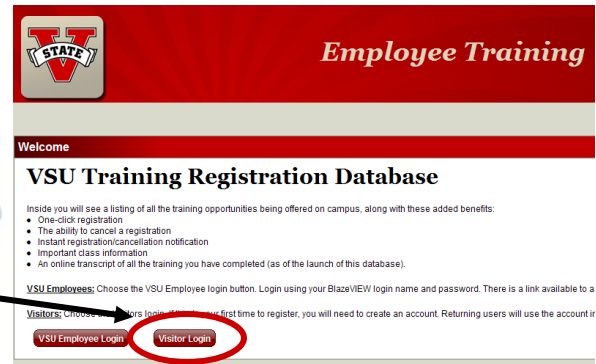 STATE
Employee Training
Welcome
VSU Training Registration Database
Inside you will see a listing of all the training opportunities being offered on campus, along with these added benefits:
• One-click registration
• The ability to cancel a registration
• Instant registration/cancellation notification
• Important class information
• An online transcript of all the training you have completed (as of the launch of this database).
VSU Employees: Choose the VSU Employee login button. Login using your BlazeVIEW login name and password. There is a link available to a
Visitors: Choose login. first time to register, you will need to create an account. Returning users will use the account
VSU Employee Login Visitor Login